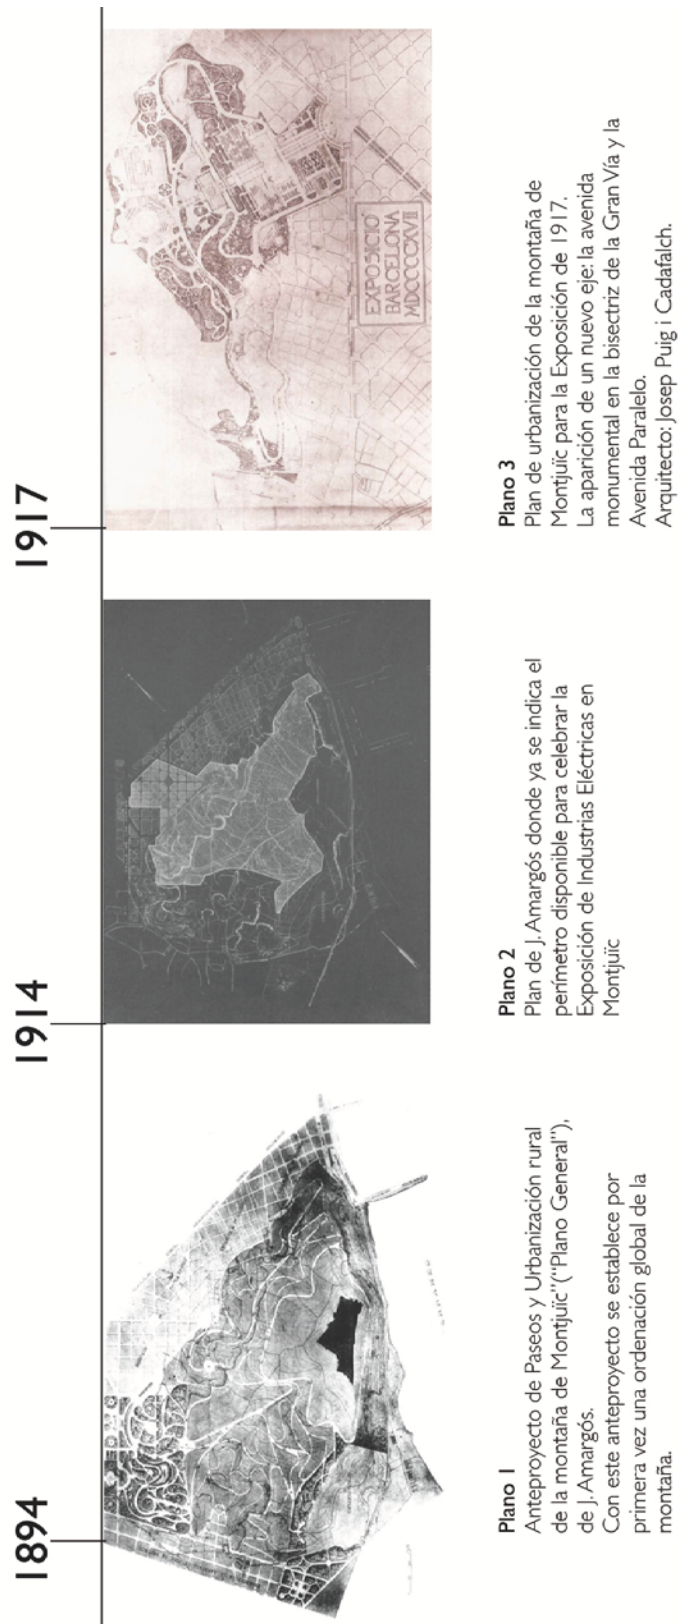 1894
1914
1917
Plano 1
Anteproyecto de Paseos y Urbanización rural
de la montaña de Montjuïc" ("Plano General"),
de J. Amargós.
Con este anteproyecto se establece por
primera vez una ordenación global de la
montaña.
Plano 2
Plan de J. Amargós donde ya se indica el
perímetro disponible para celebrar la
Exposición de Industrias Eléctricas en
Montjuïc
EXPOSICIO
BARCELONA
MDCCCCXVII
Plano 3
Plan de urbanización de la montaña de
Montjuïc para la Exposición de 1917.
La aparición de un nuevo eje: la avenida
monumental en la bisectriz de la Gran Vía y la
Avenida Paralelo.
Arquitecto: Josep Puig i Cadafalch.